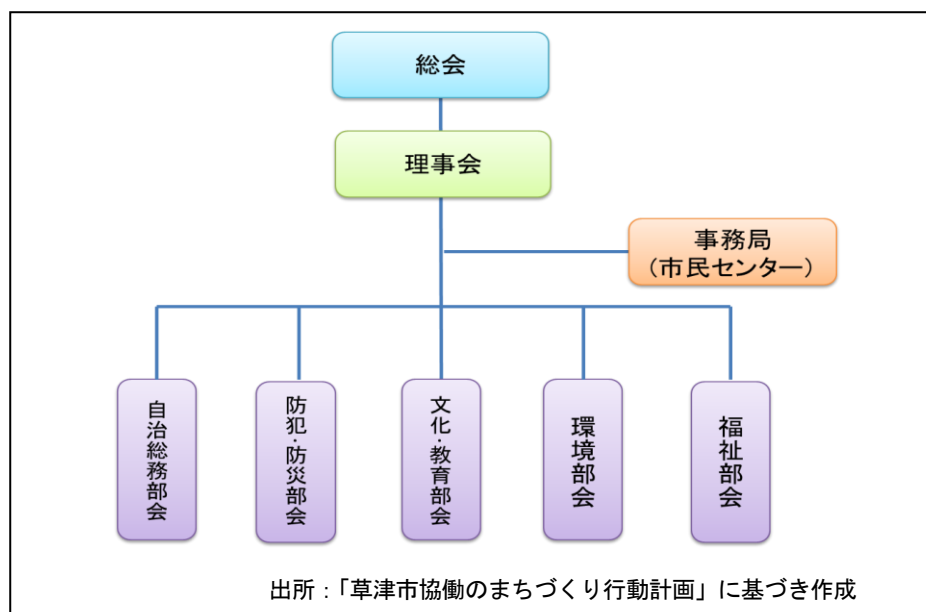 総会
理事会
事務局
（市民センター）
自治総務部会
防犯・防災部会
文化・教育部会
環境部会
福祉部会
出所：「草津市協働のまちづくり行動計画」に基づき作成